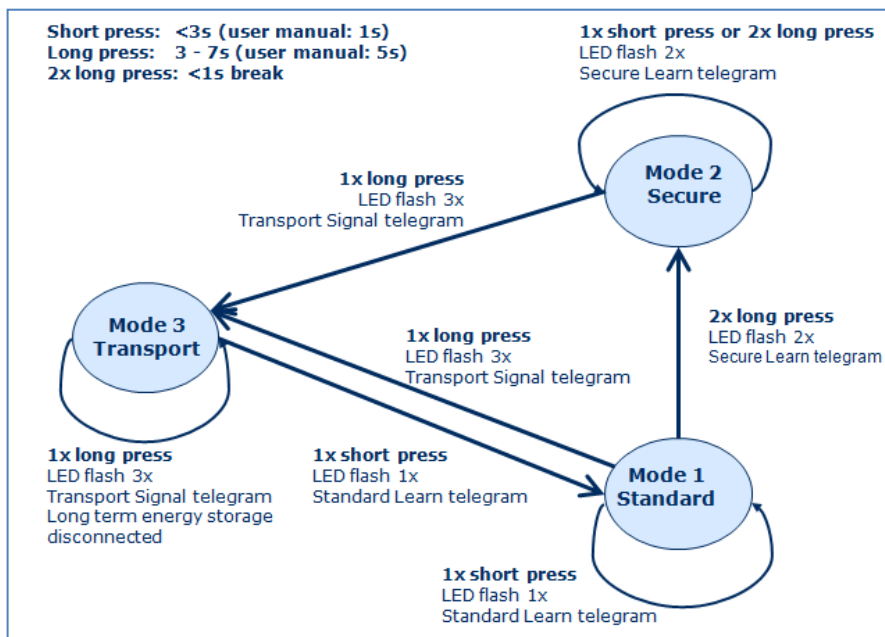 Short press: <3s (user manual: 1s)
Long press: 3 - 7s (user manual: 5s)
2x long press: <1s break
1x short press or 2x long press
LED flash 2x
Secure Learn telegram
Mode 2
Secure
1x long press
LED flash 3x
Transport Signal telegram
Mode 3
Transport
1x long press
LED flash 3x
Transport Signal telegram
2x long press
LED flash 2x
Secure Learn telegram
1x long press
LED flash 3x
Transport Signal telegram
Long term energy storage
disconnected
1x short press
LED flash 1x
Standard Learn telegram
Mode 1
Standard
1x short press
LED flash 1x
Standard Learn telegram